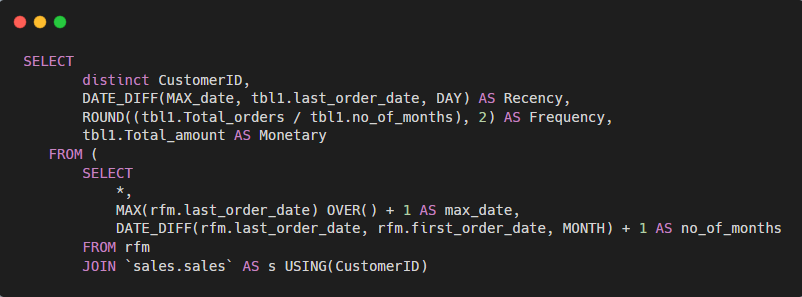 SELECT
distinct CustomerID,
DATE_DIFF(MAX_date, tbl1.last_order_date, DAY) AS Recency,
ROUND((tbl1.Total_orders / tbl1.no_of_months), 2) AS Frequency,
tbl1.Total_amount AS Monetary
FROM (
SELECT
*,
MAX(rfm.last_order_date) OVER() + 1 AS max_date,
DATE_DIFF(rfm.last_order_date, rfm.first_order_date, MONTH) + 1 AS no_of_months
FROM rfm
JOIN `sales.sales` AS s USING(CustomerID)